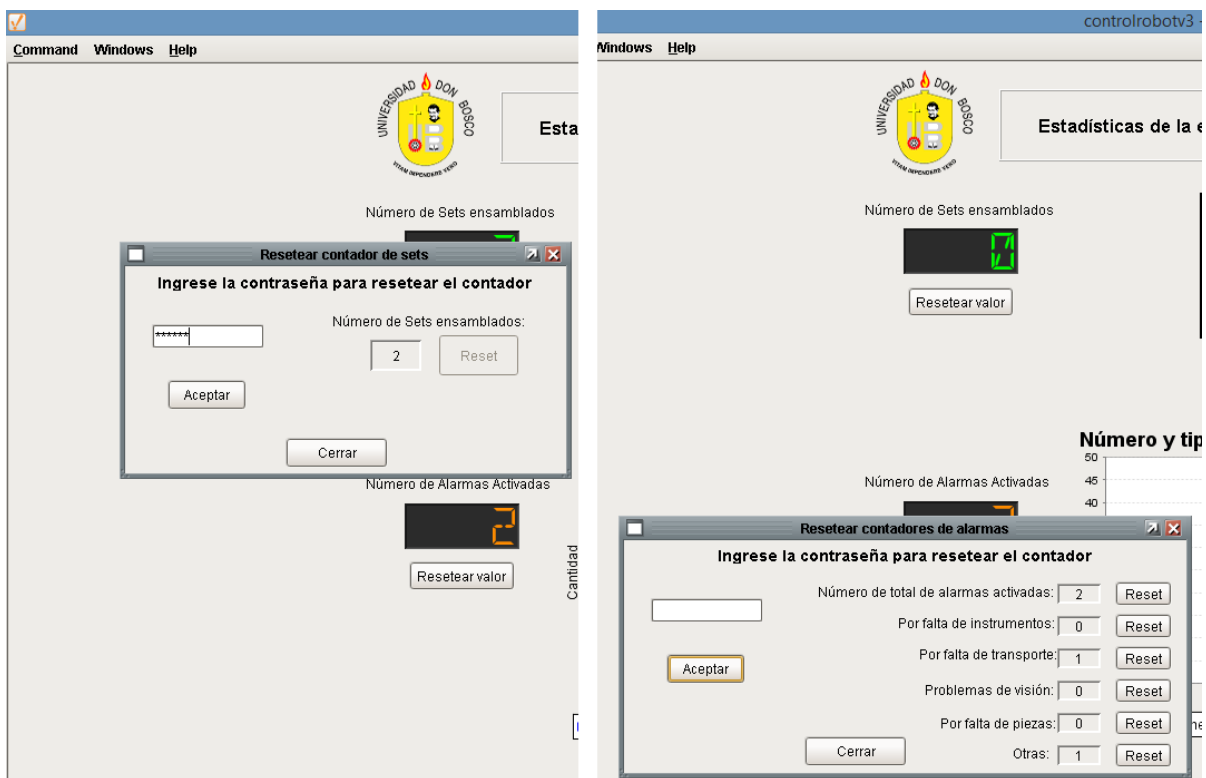 Command Windows Help
UNIVERSIDAD DON BOSCO
Esta
Número de Sets ensamblados
Resetear contador de sets
Ingrese la contraseña para resetear el contador
******
Número de Sets ensamblados:
2
Reset
Aceptar
Cerrar
Número de Alarmas Activadas
2
Resetear valor
Cantidad
controlrobotv3 -
Windows Help
UNIVERSIDAD DON BOSCO
Estadísticas de la e
Número de Sets ensamblados
0
Resetear valor
Número y tip
50
45
40
Número de Alarmas Activadas
Resetear contadores de alarmas
Ingrese la contraseña para resetear el contador
Número de total de alarmas activadas: 2 Reset
Por falta de instrumentos: 0 Reset
Por falta de transporte: 1 Reset
Aceptar
Problemas de visión: 0 Reset
Por falta de piezas: 0 Reset
Cerrar
Otras: 1 Reset